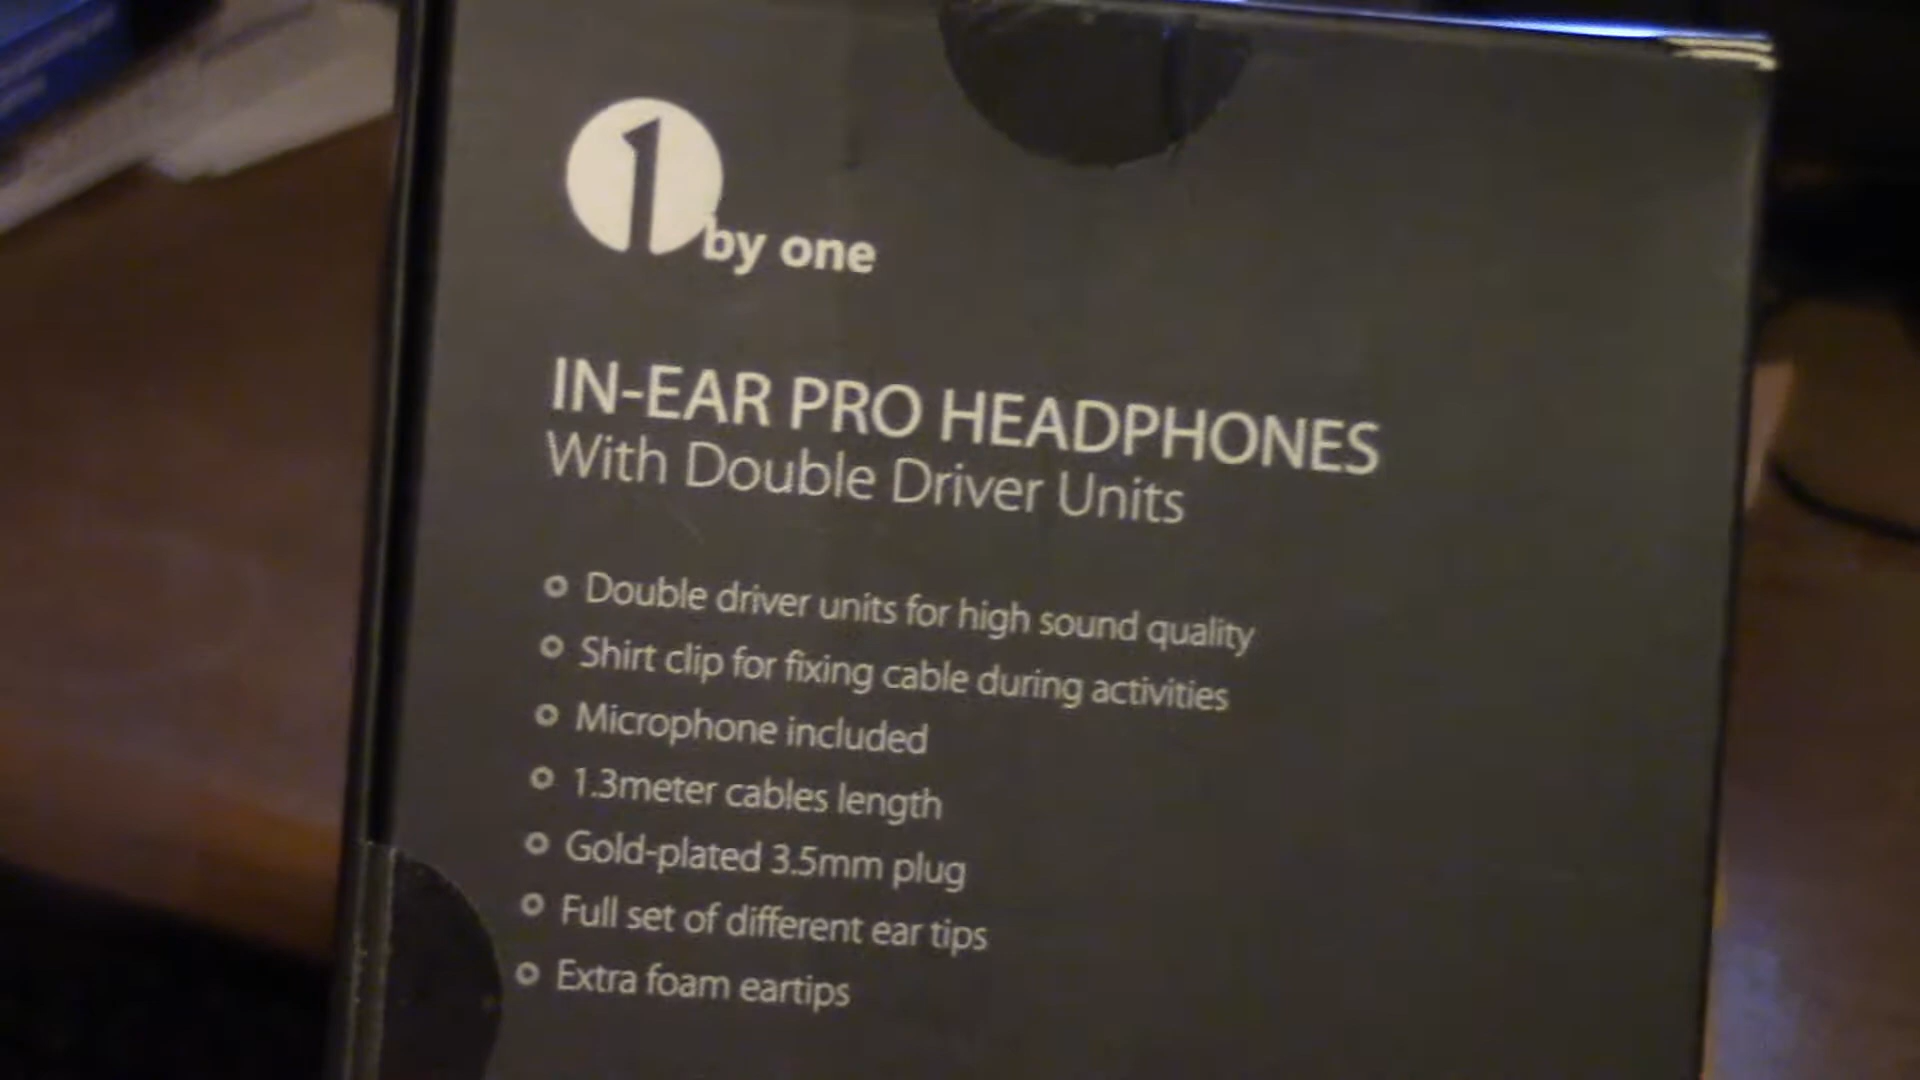 1 by one
IN-EAR PRO HEADPHONES
With Double Driver Units
Double driver units for high sound quality
Shirt clip for fixing cable during activities
Microphone included
1.3meter cables length
Gold-plated 3.5mm plug
Full set of different ear tips
Extra foam eartips